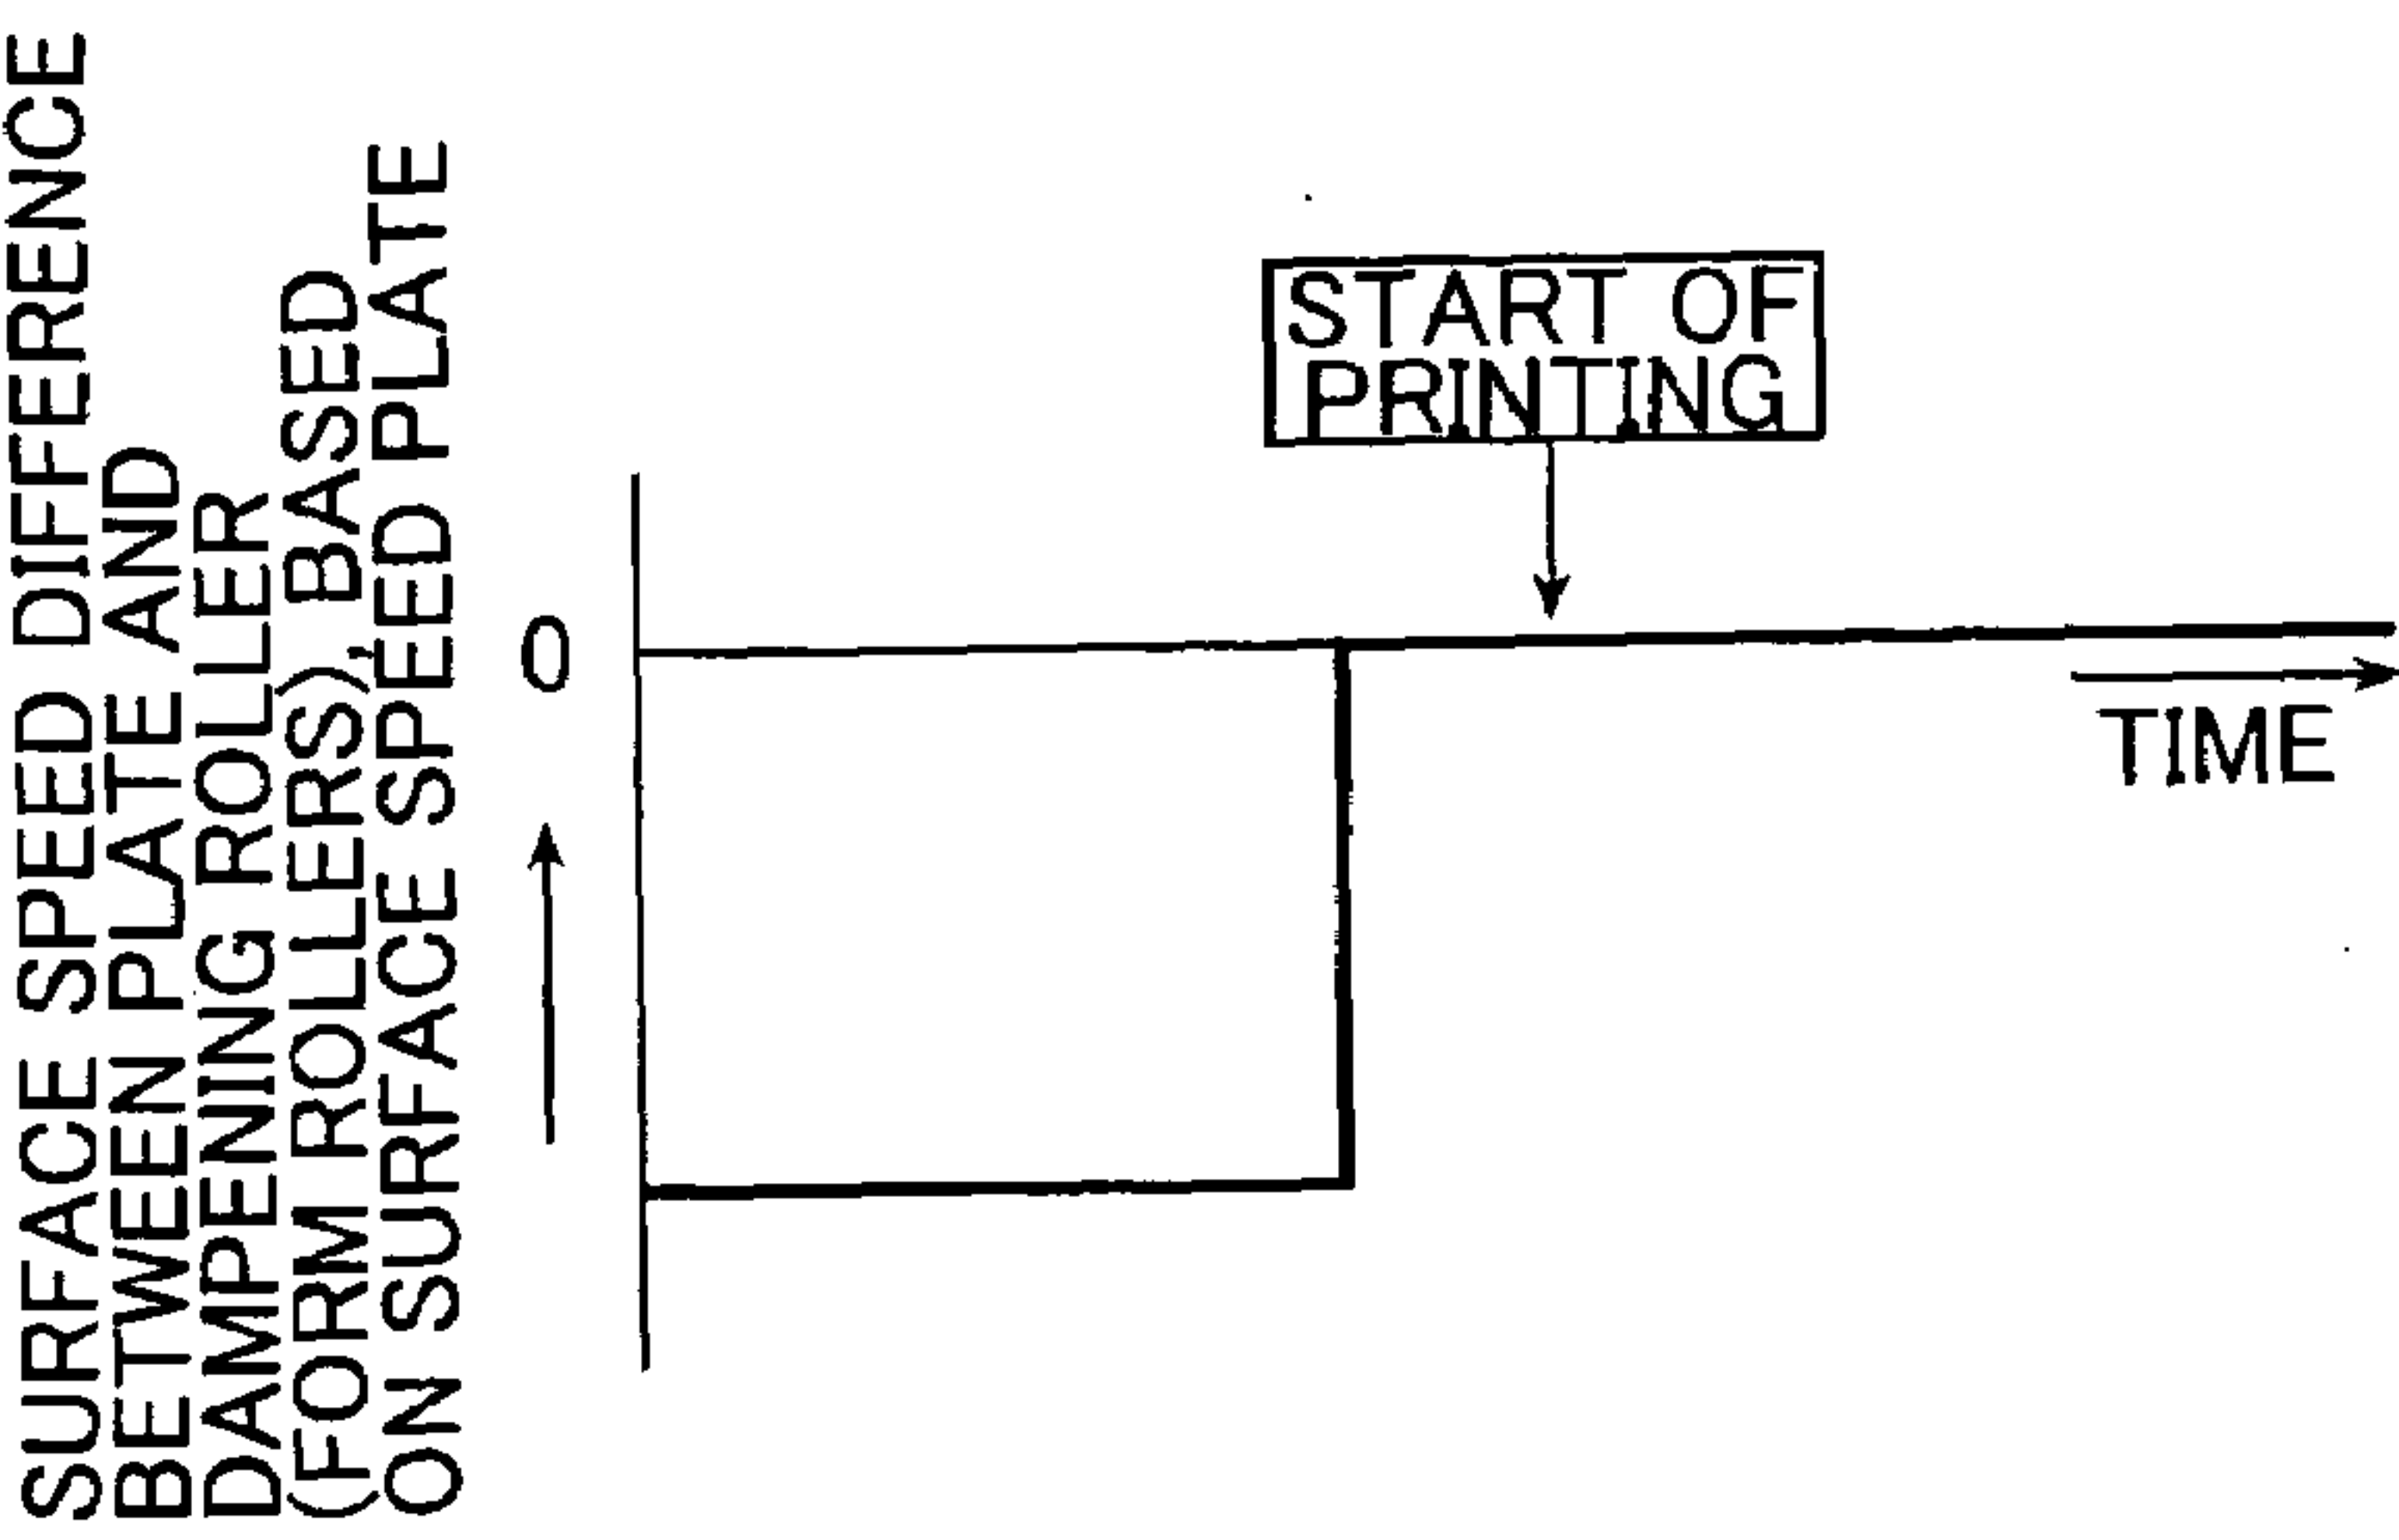 SURFACE SPEED DIFFERENCE
BETWEEN PLATE AND
DAMPENING ROLLER
(FORM ROLLERS), BASED
ON SURFACE SPEED PLATE
START OF
PRINTING
0
TIME